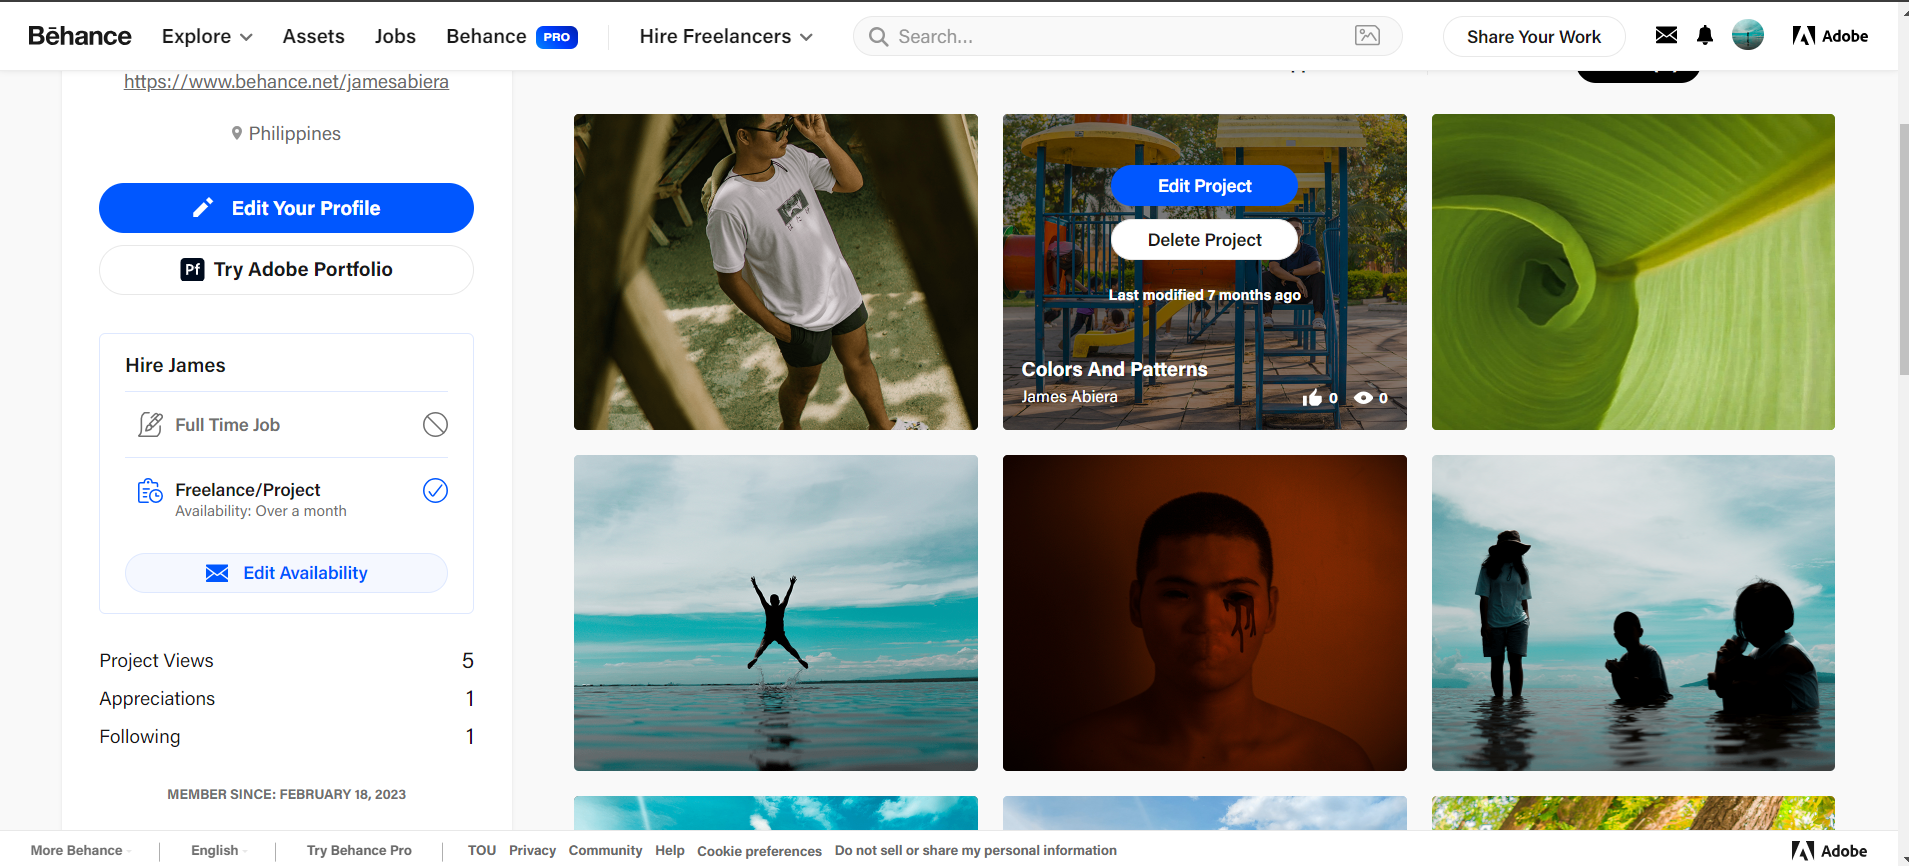 Bēhance
Explore
Assets
Jobs
Behance PRO
Hire Freelancers
Search...
Share Your Work
Adobe
https://www.behance.net/jamesabiera
Philippines
Edit Your Profile
Pf Try Adobe Portfolio
Hire James
Full Time Job
Freelance/Project
Availability: Over a month
Edit Availability
Project Views 5
Appreciations 1
Following 1
MEMBER SINCE: FEBRUARY 18, 2023
Edit Project
Delete Project
Last modified 7 months ago
Colors And Patterns
James Abiera
0 0
More Behance
English
Try Behance Pro
TOU
Privacy
Community
Help
Cookie preferences
Do not sell or share my personal information
Adobe